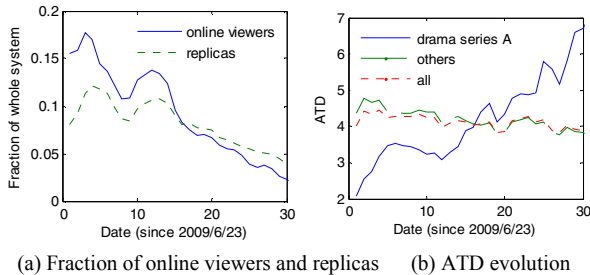 0.2
0.15
0.1
0.05
0
0 10 20 30
Fraction of whole system
Date (since 2009/6/23)
online viewers
replicas
7
6
5
4
3
2
0 10 20 30
ATD
Date (since 2009/6/23)
drama series A
others
all
(a) Fraction of online viewers and replicas
(b) ATD evolution